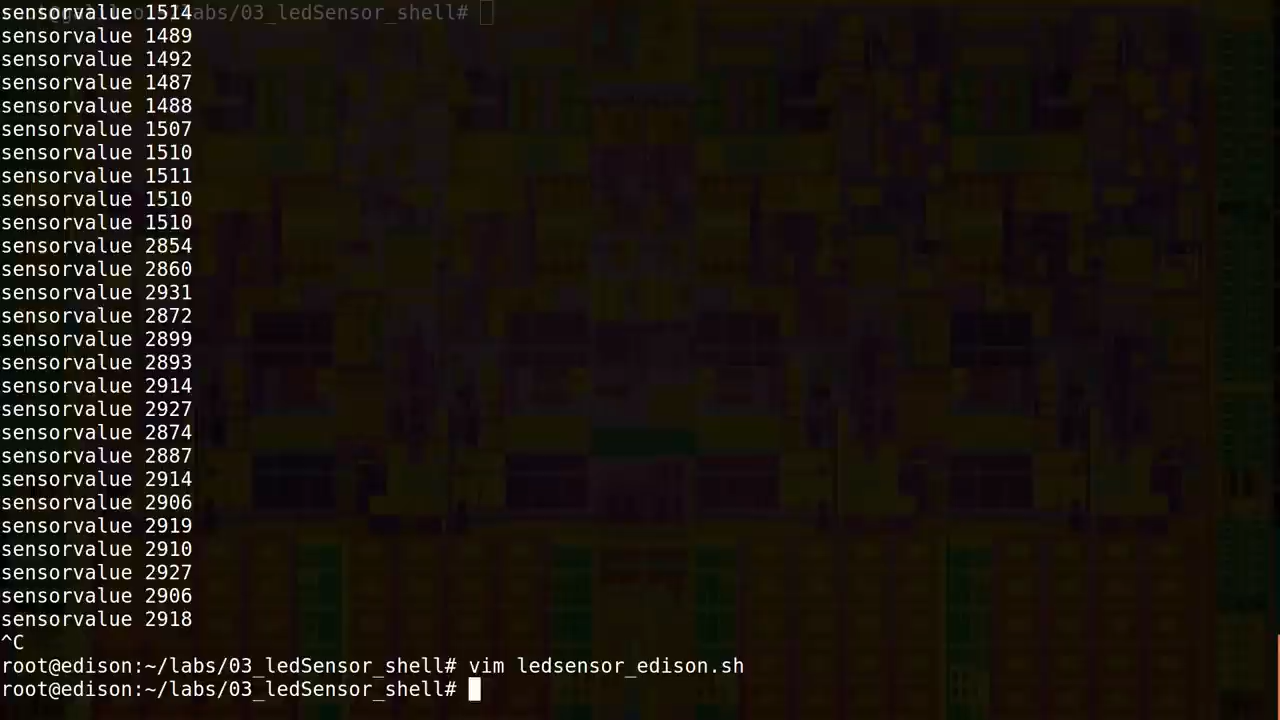 sensorvalue 1514 labs/03_ledSensor_shell#
sensorvalue 1489
sensorvalue 1492
sensorvalue 1487
sensorvalue 1488
sensorvalue 1507
sensorvalue 1510
sensorvalue 1511
sensorvalue 1510
sensorvalue 1510
sensorvalue 2854
sensorvalue 2860
sensorvalue 2931
sensorvalue 2872
sensorvalue 2899
sensorvalue 2893
sensorvalue 2914
sensorvalue 2927
sensorvalue 2874
sensorvalue 2887
sensorvalue 2914
sensorvalue 2906
sensorvalue 2919
sensorvalue 2910
sensorvalue 2927
sensorvalue 2906
sensorvalue 2918
^C
root@edison:~/labs/03_ledSensor_shell# vim ledsensor_edison.sh
root@edison:~/labs/03_ledSensor_shell#